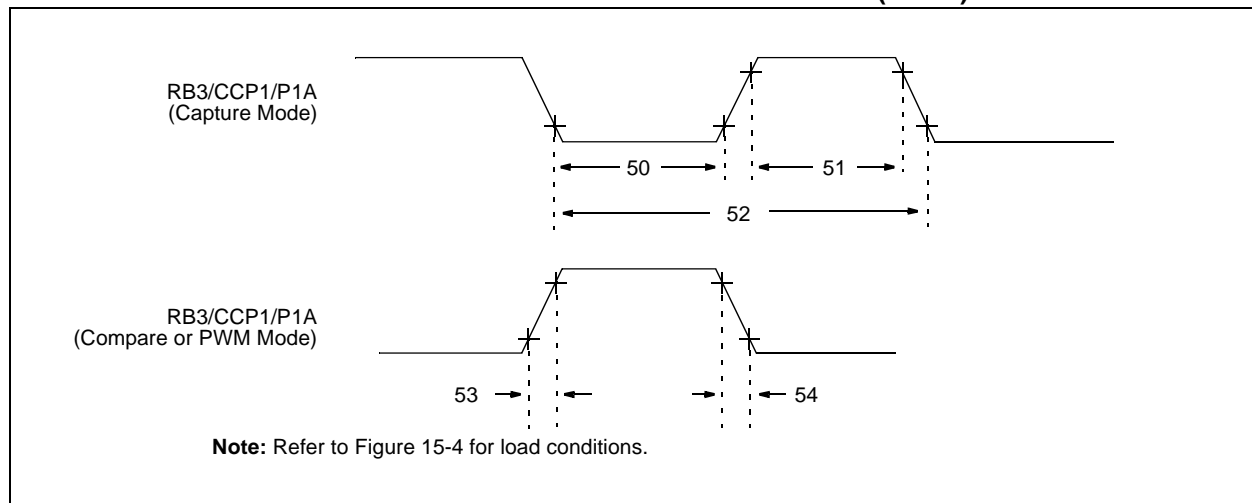 RB3/CCP1/P1A
(Capture Mode)
50
51
52
RB3/CCP1/P1A
(Compare or PWM Mode)
53
54
Note: Refer to Figure 15-4 for load conditions.